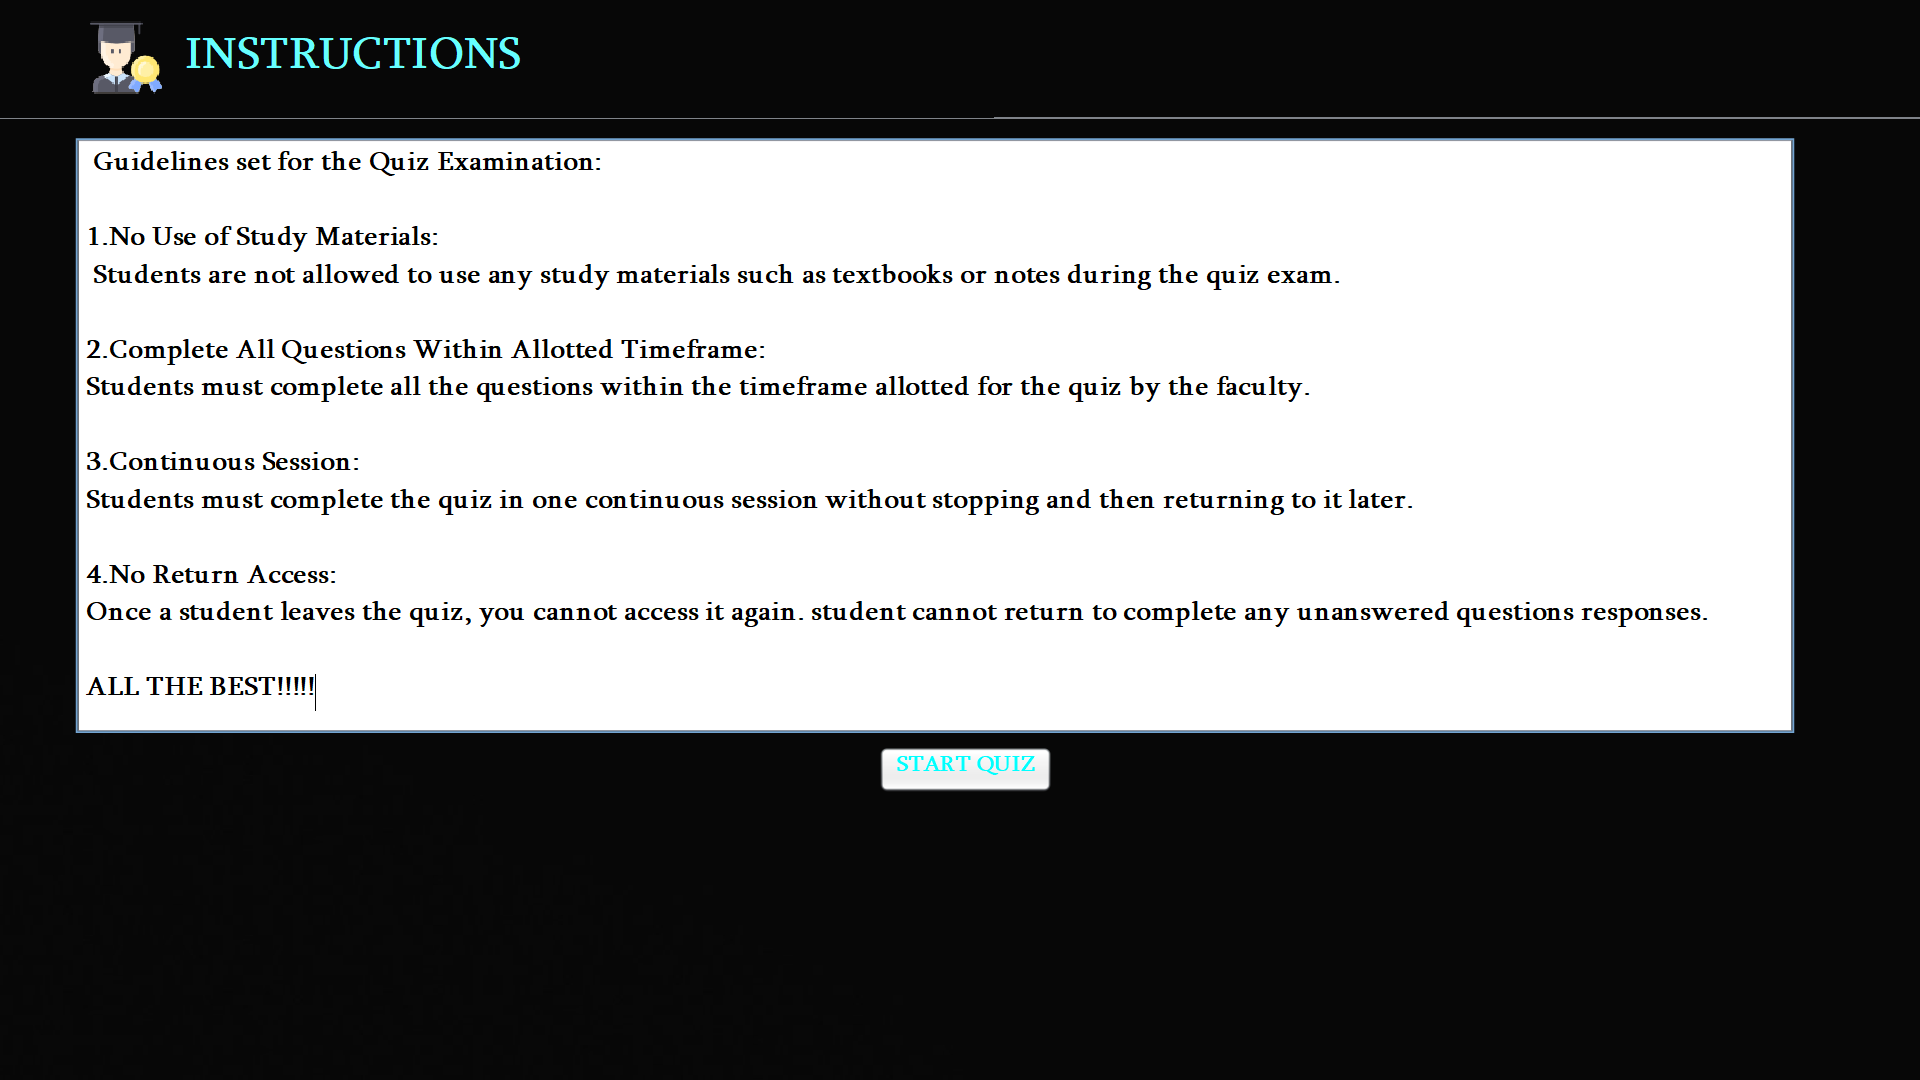 INSTRUCTIONS
Guidelines set for the Quiz Examination:
1.No Use of Study Materials:
Students are not allowed to use any study materials such as textbooks or notes during the quiz exam.
2.Complete All Questions Within Allotted Timeframe:
Students must complete all the questions within the timeframe allotted for the quiz by the faculty.
3.Continuous Session:
Students must complete the quiz in one continuous session without stopping and then returning to it later.
4.No Return Access:
Once a student leaves the quiz, you cannot access it again. student cannot return to complete any unanswered questions responses.
ALL THE BEST!!!!!
START QUIZ